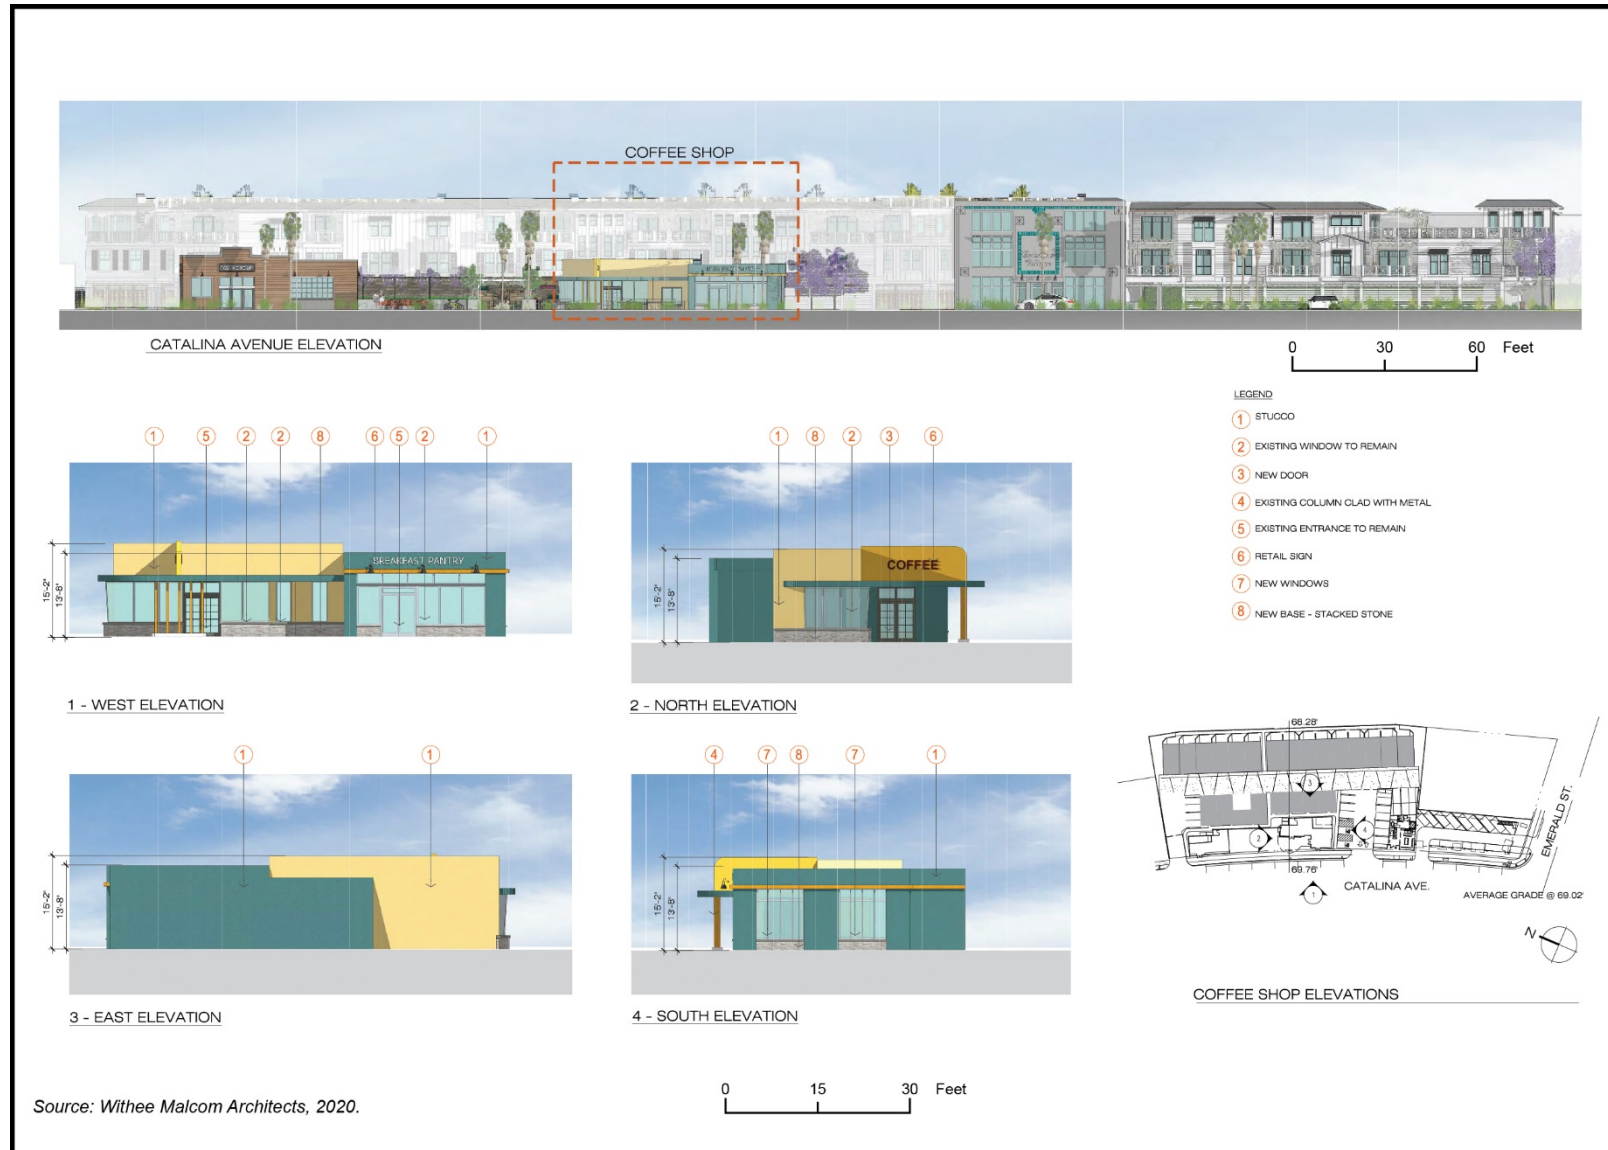 COFFEE SHOP
CATALINA AVENUE ELEVATION
0 30 60 Feet
LEGEND
1 STUCCO
2 EXISTING WINDOW TO REMAIN
3 NEW DOOR
4 EXISTING COLUMN CLAD WITH METAL
5 EXISTING ENTRANCE TO REMAIN
6 RETAIL SIGN
7 NEW WINDOWS
8 NEW BASE - STACKED STONE
1 5 2 2 8 6 5 2 1
BREAKFAST PANTRY
15'-2"
13'-8"
1 - WEST ELEVATION
1 8 2 3 6
COFFEE
15'-2"
13'-8"
2 - NORTH ELEVATION
1 1
15'-2"
13'-8"
3 - EAST ELEVATION
4 7 8 7 1
15'-2"
13'-8"
4 - SOUTH ELEVATION
68.28'
3
2
4
69.76'
1
CATALINA AVE.
EMERALD ST.
AVERAGE GRADE @ 69.02'
N
COFFEE SHOP ELEVATIONS
0 15 30 Feet
Source: Withee Malcom Architects, 2020.